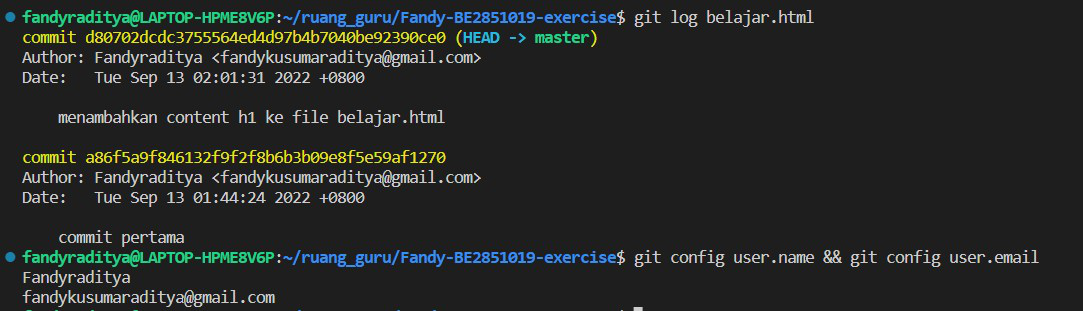 fandyraditya@LAPTOP-HPME8V6P:~/ruang_guru/Fandy-BE2851019-exercise$ git log belajar.html
commit d80702dcdc3755564ed4d97b4b7040be92390ce0 (HEAD -> master)
Author: Fandyraditya <fandykusumaraditya@gmail.com>
Date:   Tue Sep 13 02:01:31 2022 +0800
    menambahkan content h1 ke file belajar.html
commit a86f5a9f846132f9f2f8b6b3b09e8f5e59af1270
Author: Fandyraditya <fandykusumaraditya@gmail.com>
Date:   Tue Sep 13 01:44:24 2022 +0800
    commit pertama
fandyraditya@LAPTOP-HPME8V6P:~/ruang_guru/Fandy-BE2851019-exercise$ git config user.name && git config user.email
Fandyraditya
fandykusumaraditya@gmail.com